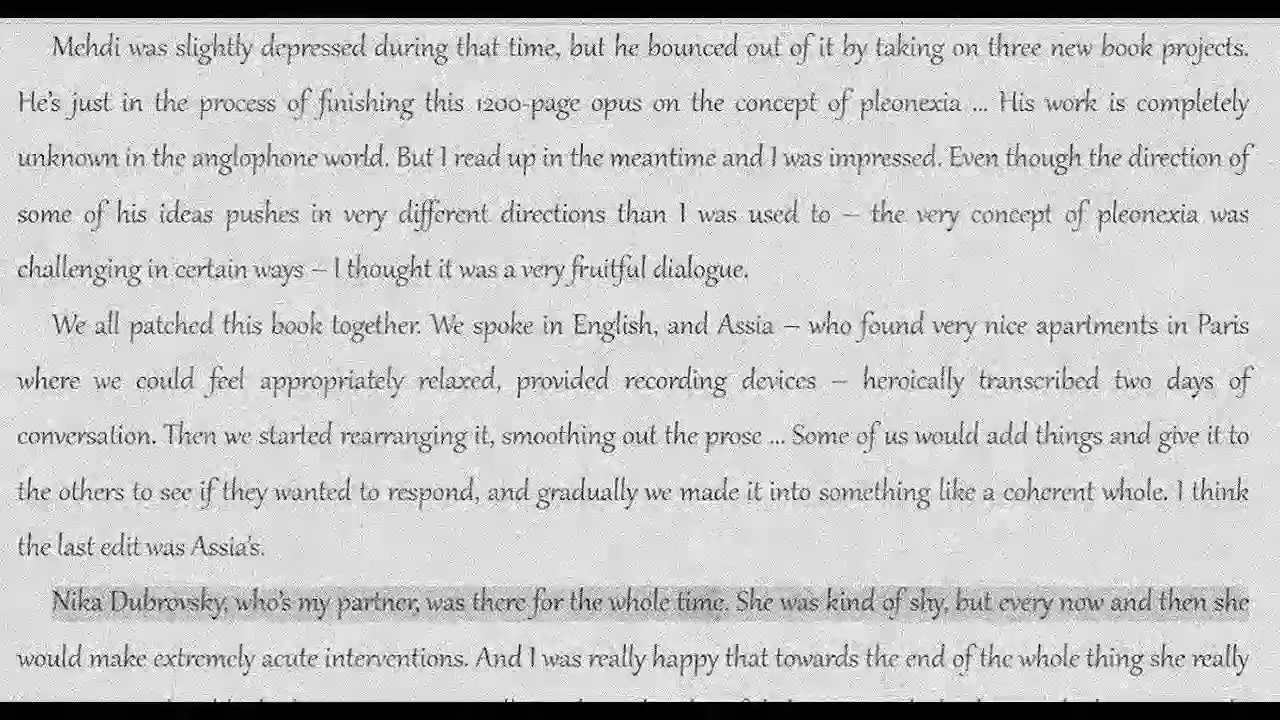 Mehdi was slightly depressed during that time, but he bounced out of it by taking on three new book projects.
He's just in the process of finishing this 1200-page opus on the concept of pleonexia ... His work is completely
unknown in the anglophone world. But I read up in the meantime and I was impressed. Even though the direction of
some of his ideas pushes in very different directions than I was used to – the very concept of pleonexia was
challenging in certain ways – I thought it was a very fruitful dialogue.
We all patched this book together. We spoke in English, and Assia – who found very nice apartments in Paris
where we could feel appropriately relaxed, provided recording devices – heroically transcribed two days of
conversation. Then we started rearranging it, smoothing out the prose ... Some of us would add things and give it to
the others to see if they wanted to respond, and gradually we made it into something like a coherent whole. I think
the last edit was Assia's.
Nika Dubrovsky, who's my partner, was there for the whole time. She was kind of shy, but every now and then she
would make extremely acute interventions. And I was really happy that towards the end of the whole thing she really